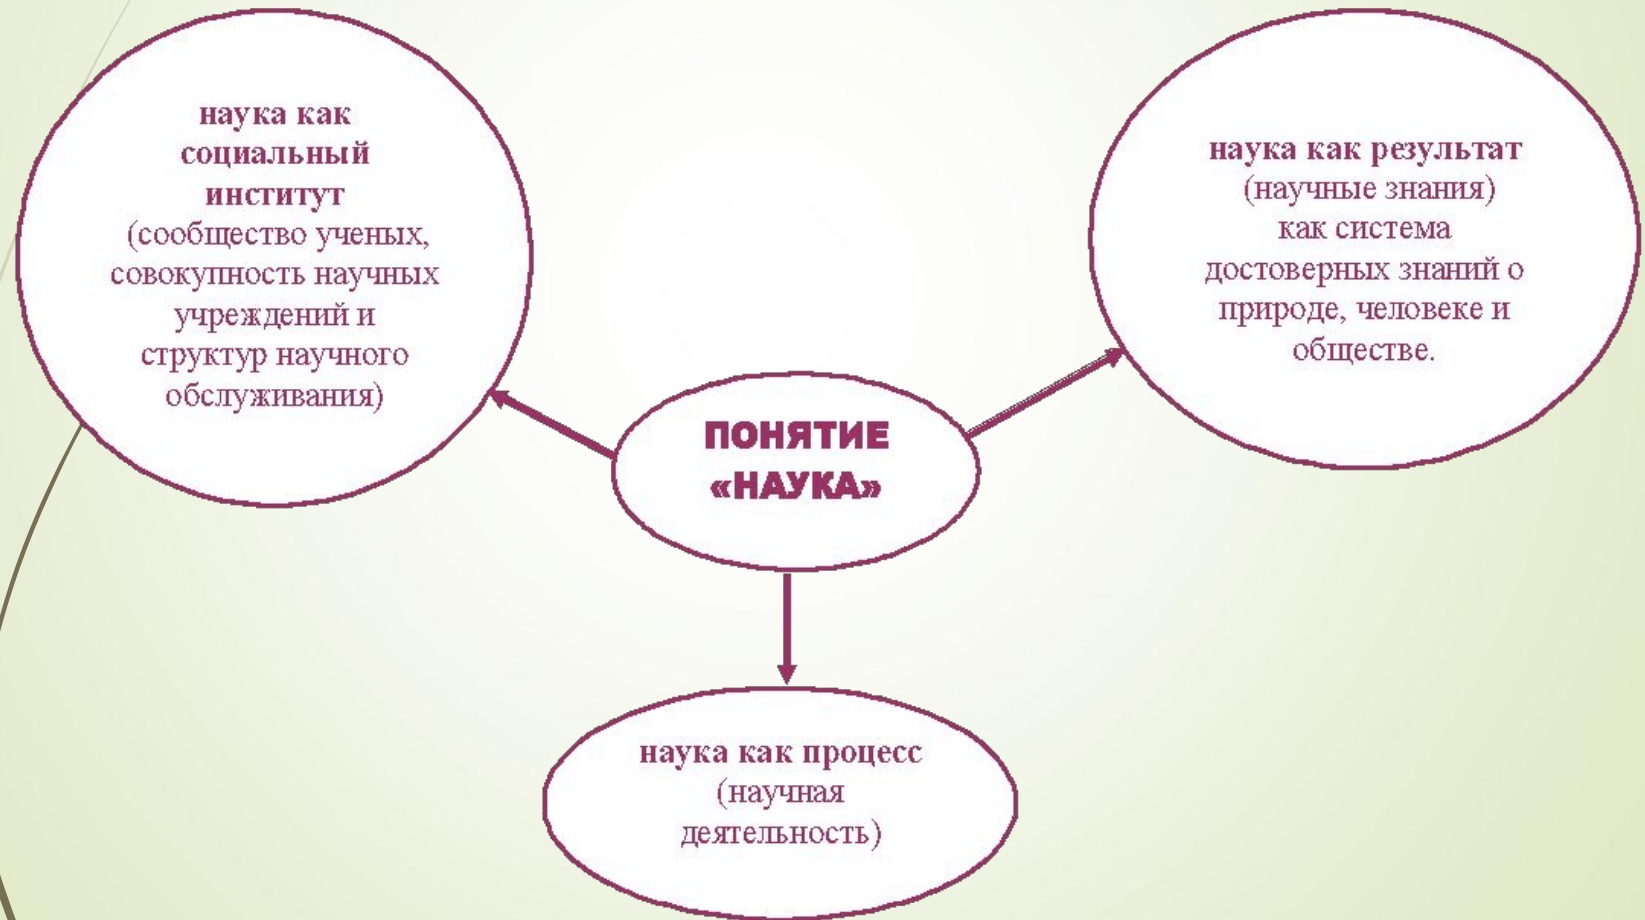 наука как
социальный
институт
(сообщество ученых,
совокупность научных
учреждений и
структур научного
обслуживания)
наука как результат
(научные знания)
как система
достоверных знаний о
природе, человеке и
обществе.
ПОНЯТИЕ
«НАУКА»
наука как процесс
(научная
деятельность)